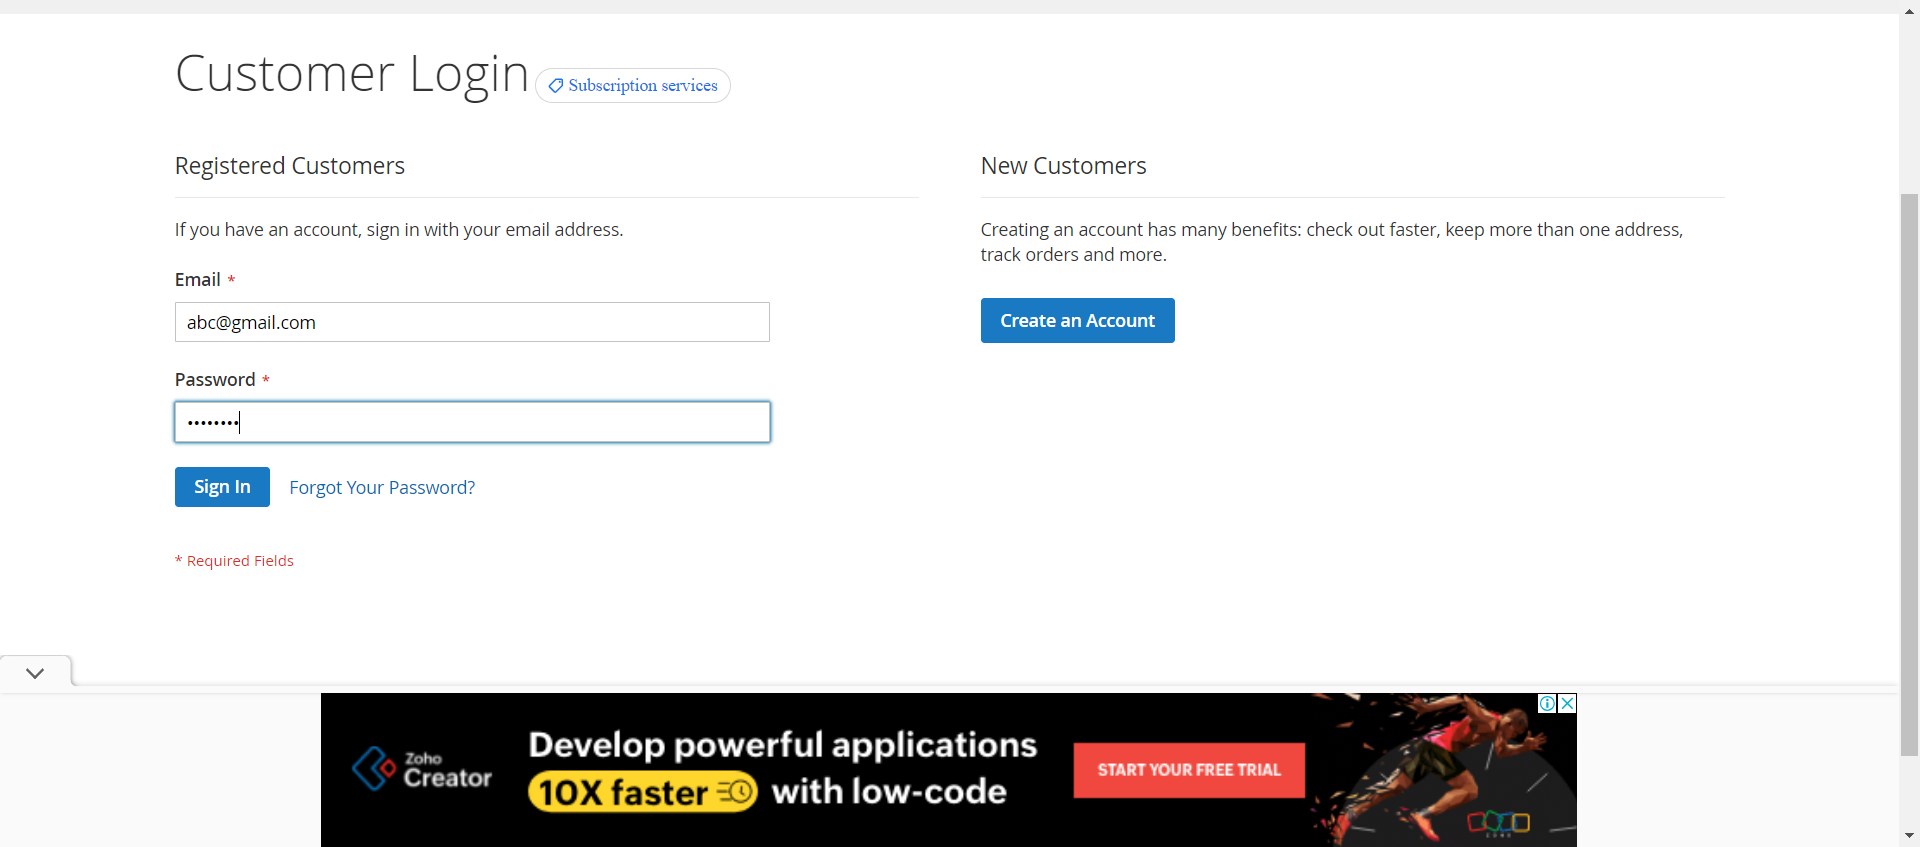 Customer Login
Subscription services
Registered Customers
If you have an account, sign in with your email address.
Email *
abc@gmail.com
Password *
••••••••
Sign In
Forgot Your Password?
* Required Fields
New Customers
Creating an account has many benefits: check out faster, keep more than one address,
track orders and more.
Create an Account
Zoho
Creator
Develop powerful applications
10X faster with low-code
START YOUR FREE TRIAL
ZOHO